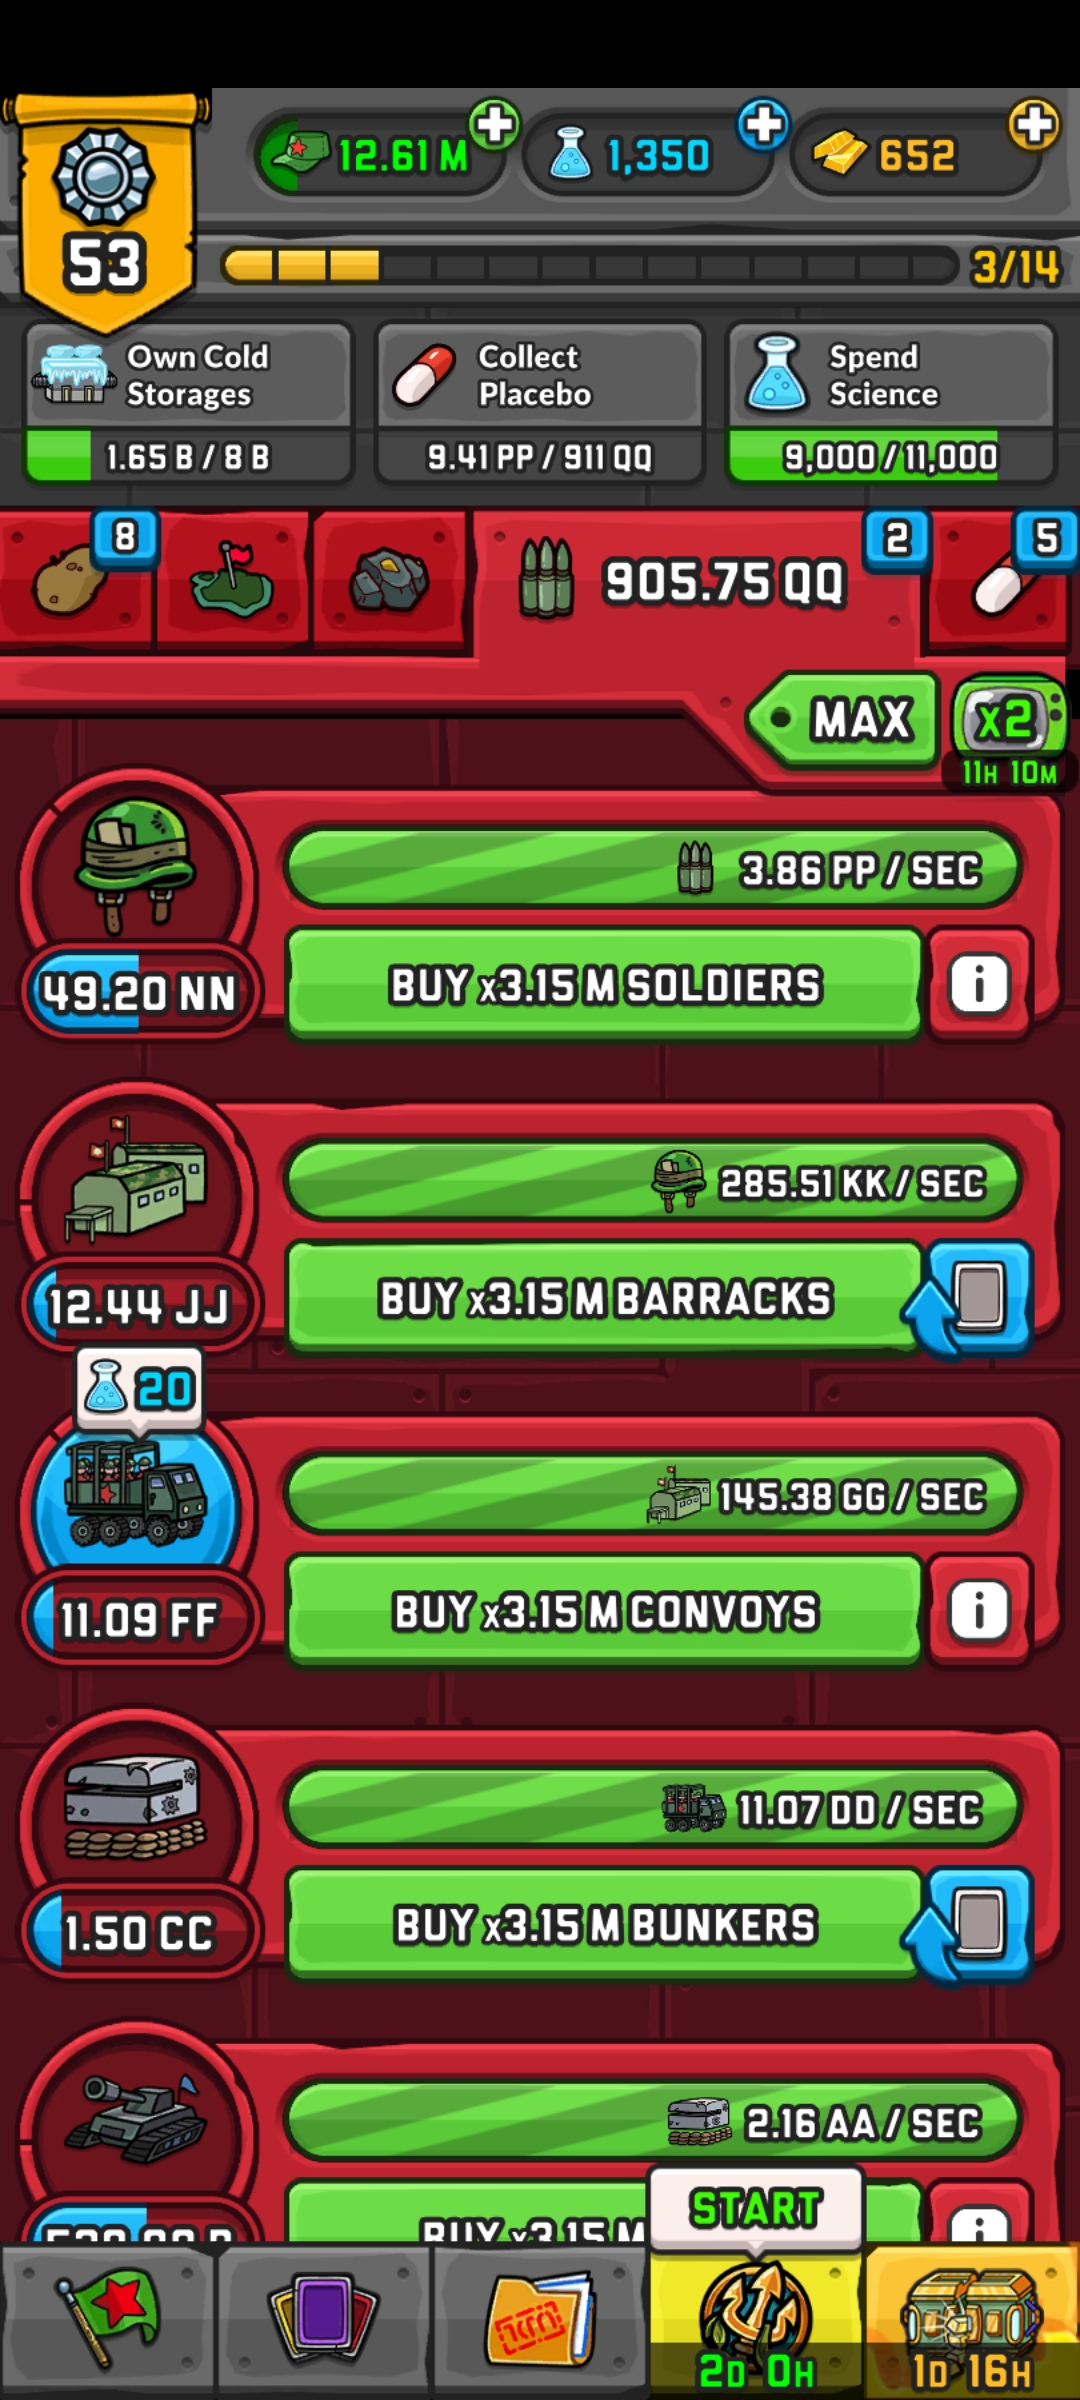 12.61 M
1,350
652
53
3/14
Own Cold
Storages
1.65 B / 8 B
Collect
Placebo
9.41 PP / 911 QQ
Spend
Science
9,000 / 11,000
8
905.75 QQ
2
5
MAX
x2
11H 10M
3.86 PP / SEC
49.20 NN
BUY x3.15 M SOLDIERS
i
285.51 KK / SEC
12.44 JJ
BUY x3.15 M BARRACKS
20
145.38 GG / SEC
11.09 FF
BUY x3.15 M CONVOYS
i
11.07 DD / SEC
1.50 CC
BUY x3.15 M BUNKERS
2.16 AA / SEC
BUY x3.15 M
i
START
2D 0H
1D 16H